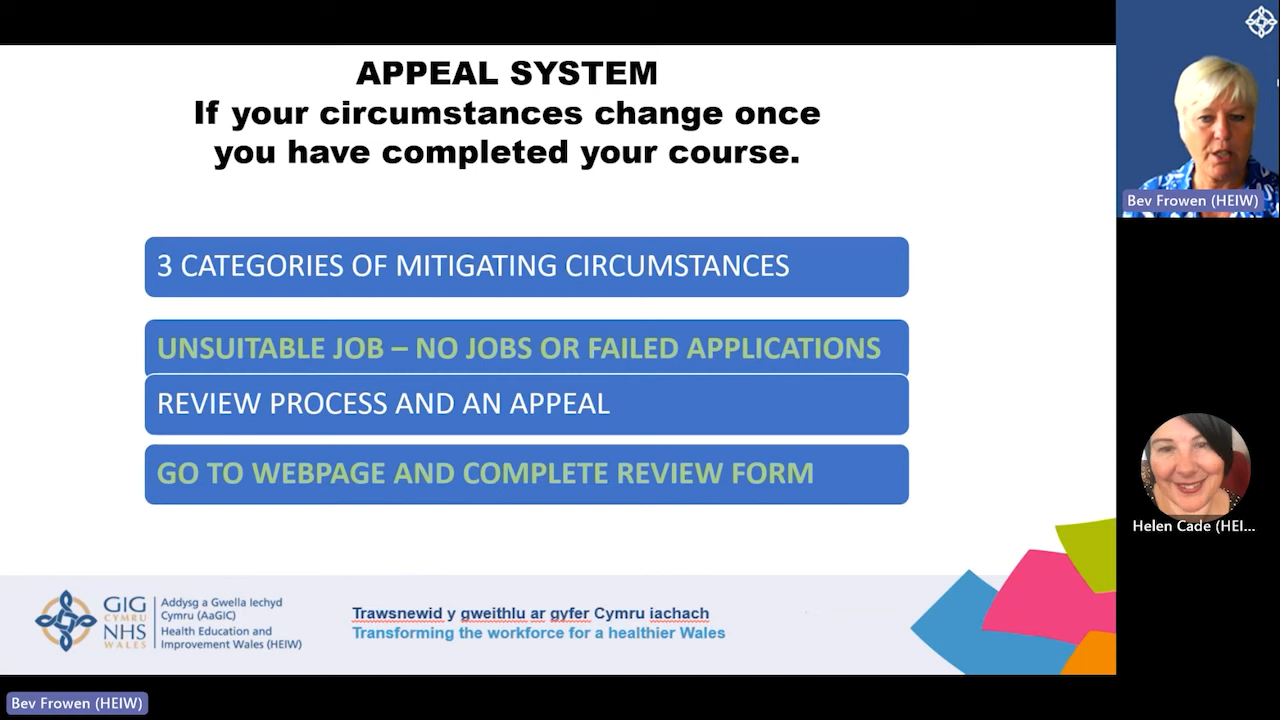 APPEAL SYSTEM
If your circumstances change once
you have completed your course.
3 CATEGORIES OF MITIGATING CIRCUMSTANCES
UNSUITABLE JOB – NO JOBS OR FAILED APPLICATIONS
REVIEW PROCESS AND AN APPEAL
GO TO WEBPAGE AND COMPLETE REVIEW FORM
GIG
CYMRU
NHS
WALES
Addysg a Gwella Iechyd
Cymru (AaGIC)
Health Education and
Improvement Wales (HEIW)
Trawsnewid y gweithlu ar gyfer Cymru iachach
Transforming the workforce for a healthier Wales
Bev Frowen (HEIW)
Helen Cade (HEI...
Bev Frowen (HEIW)